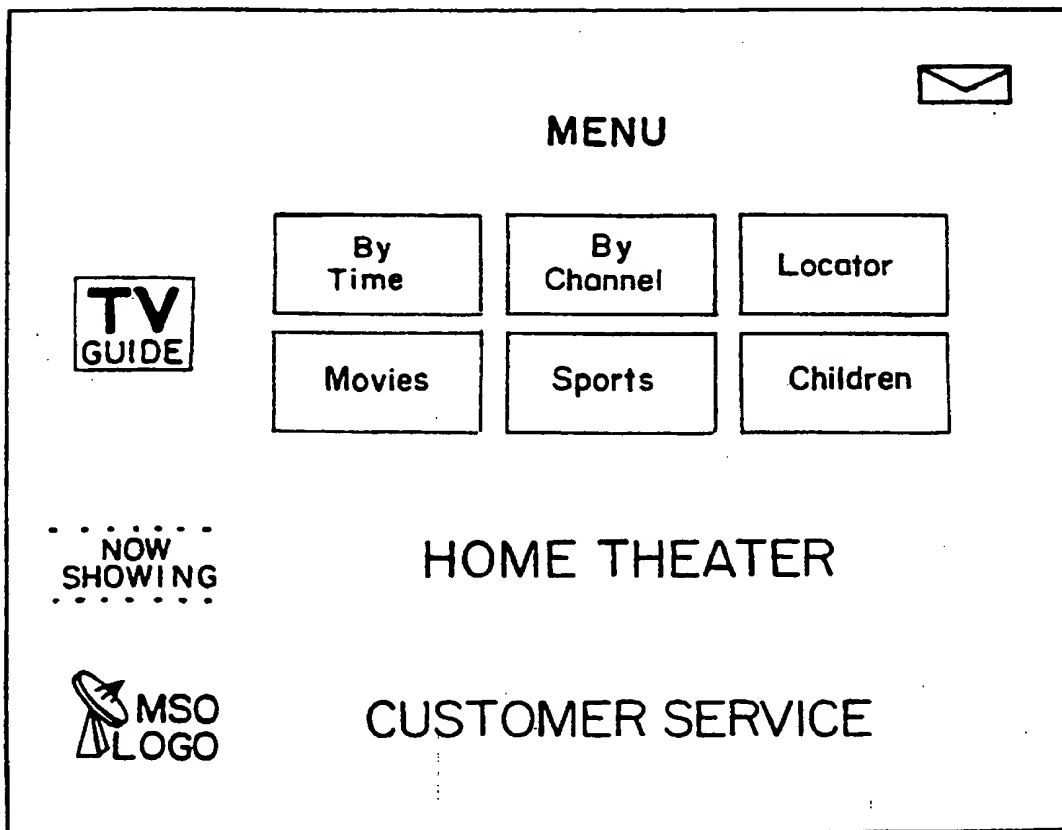 MENU
By
Time
By
Channel
Locator
TV
GUIDE
Movies
Sports
Children
NOW
SHOWING
HOME THEATER
MSO
LOGO
CUSTOMER SERVICE